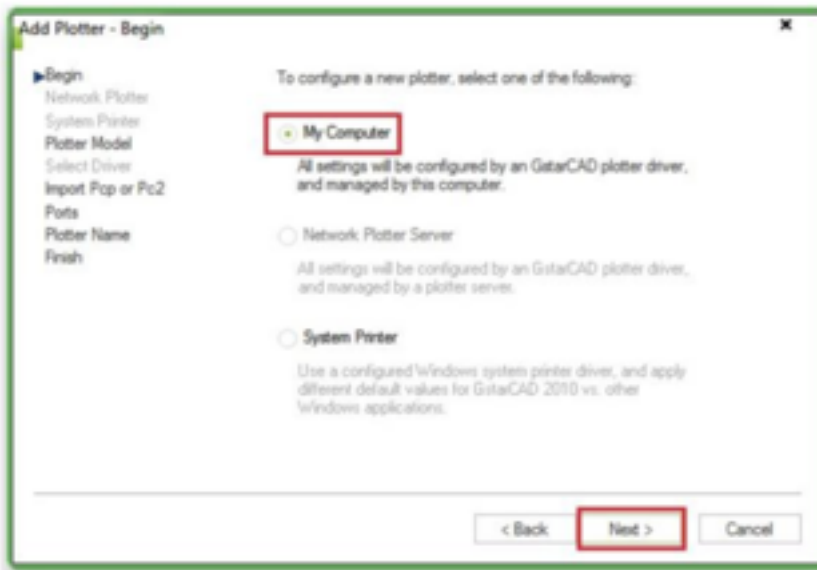 Add Plotter - Begin
Begin
Network Plotter
System Printer
Plotter Model
Select Driver
Import Pcp or Pc2
Ports
Plotter Name
Finish
To configure a new plotter, select one of the following:
My Computer
All settings will be configured by an GstarCAD plotter driver,
and managed by this computer.
Network Plotter Server
All settings will be configured by an GstarCAD plotter driver,
and managed by a plotter server.
System Printer
Use a configured Windows system printer driver, and apply
different default values for GstarCAD 2010 vs. other
Windows applications.
< Back
Next >
Cancel